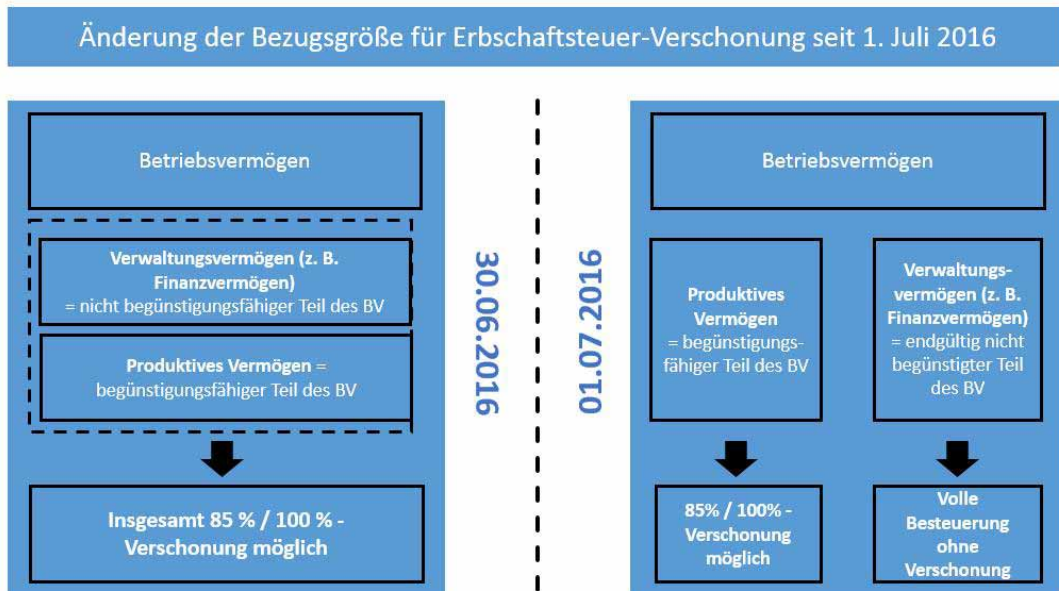 Änderung der Bezugsgröße für Erbschaftsteuer-Verschonung seit 1. Juli 2016
Betriebsvermögen
Verwaltungsvermögen (z. B.
Finanzvermögen)
= nicht begünstigungsfähiger Teil des BV
Produktives Vermögen =
begünstigungsfähiger Teil des BV
Insgesamt 85 % / 100 % -
Verschonung möglich
30.06.2016
01.07.2016
Betriebsvermögen
Produktives
Vermögen
= begünstigungs-
fähiger Teil des BV
Verwaltungs-
vermögen (z. B.
Finanzvermögen)
= endgültig nicht
begünstigter Teil
des BV
85% / 100% -
Verschonung
möglich
Volle
Besteuerung
ohne
Verschonung